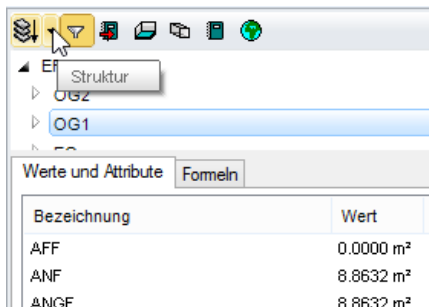 Struktur
OG2
OG1
Werte und Attribute Formeln
Bezeichnung Wert
AFF 0.0000 m²
ANF 8.8632 m²
ANGF 8.8632 m²